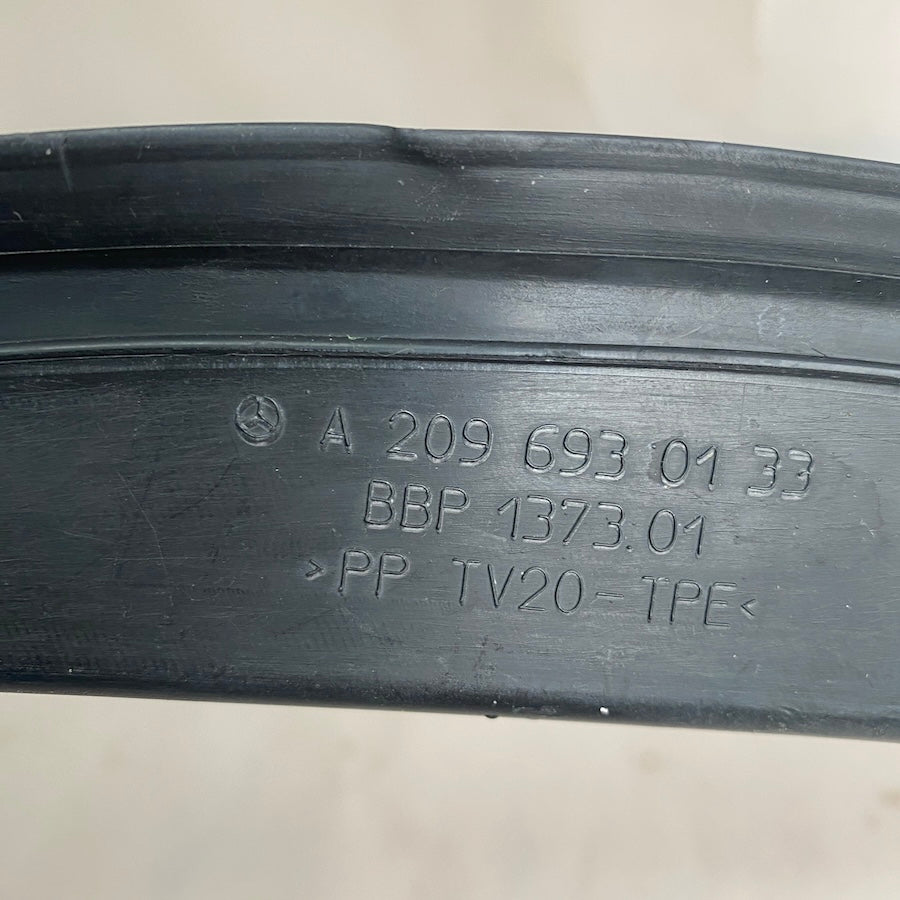 A 209 693 01 33
BBP 1373.01
>PP TV20-TPE<